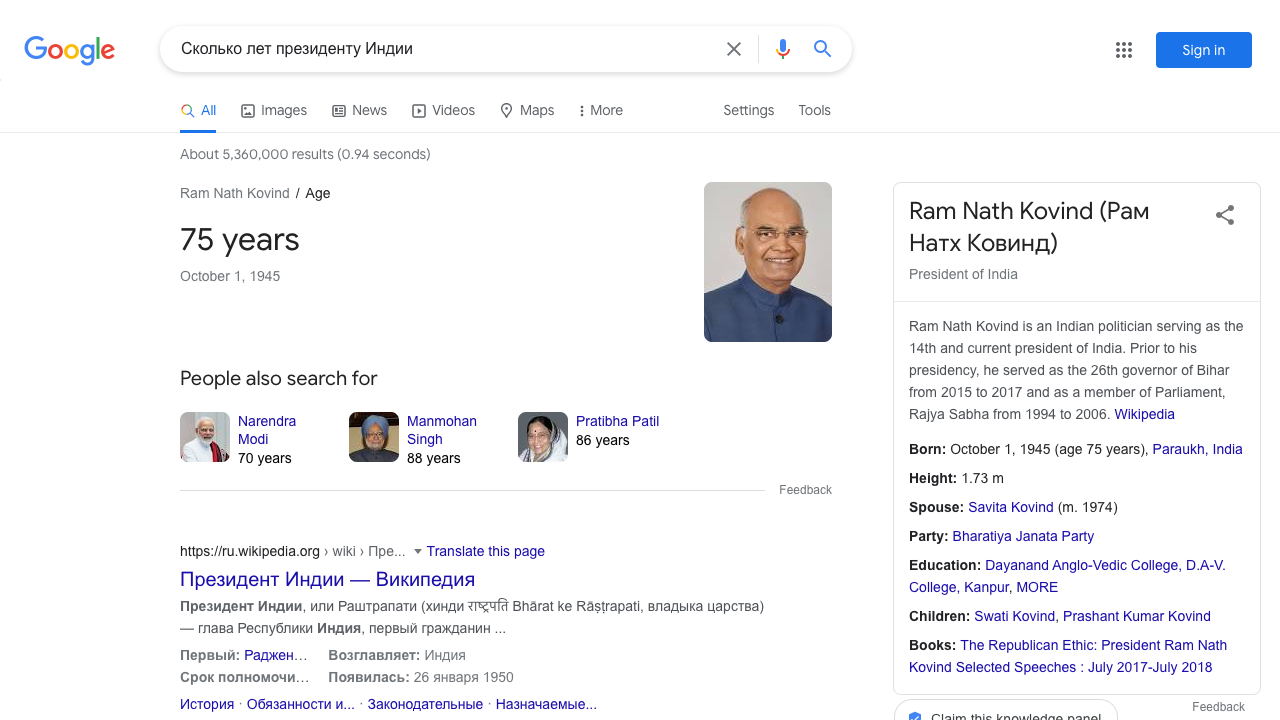 Google
Сколько лет президенту Индии
Sign in
All
Images
News
Videos
Maps
More
Settings
Tools
About 5,360,000 results (0.94 seconds)
Ram Nath Kovind / Age
75 years
October 1, 1945
People also search for
Narendra
Modi
70 years
Manmohan
Singh
88 years
Pratibha Patil
86 years
Feedback
https://ru.wikipedia.org › wiki › Пре... Translate this page
Президент Индии — Википедия
Президент Индии, или Раштрапати (хинди राष्ट्रपति Bhārat ke Rāṣṭrapati, владыка царства)
— глава Республики Индия, первый гражданин ...
Первый: Раджен… Возглавляет: Индия
Срок полномочи… Появилась: 26 января 1950
История · Обязанности и... · Законодательные · Назначаемые...
Ram Nath Kovind (Рам
Натх Ковинд)
President of India
Ram Nath Kovind is an Indian politician serving as the
14th and current president of India. Prior to his
presidency, he served as the 26th governor of Bihar
from 2015 to 2017 and as a member of Parliament,
Rajya Sabha from 1994 to 2006. Wikipedia
Born: October 1, 1945 (age 75 years), Paraukh, India
Height: 1.73 m
Spouse: Savita Kovind (m. 1974)
Party: Bharatiya Janata Party
Education: Dayanand Anglo-Vedic College, D.A-V.
College, Kanpur, MORE
Children: Swati Kovind, Prashant Kumar Kovind
Books: The Republican Ethic: President Ram Nath
Kovind Selected Speeches : July 2017-July 2018
Claim this knowledge panel
Feedback